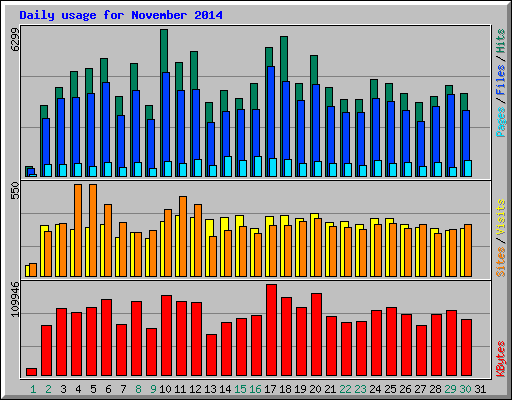 Daily usage for November 2014
6299
Pages / Files / Hits
550
Sites / Visits
109946
KBytes
1 2 3 4 5 6 7 8 9 10 11 12 13 14 15 16 17 18 19 20 21 22 23 24 25 26 27 28 29 30 31